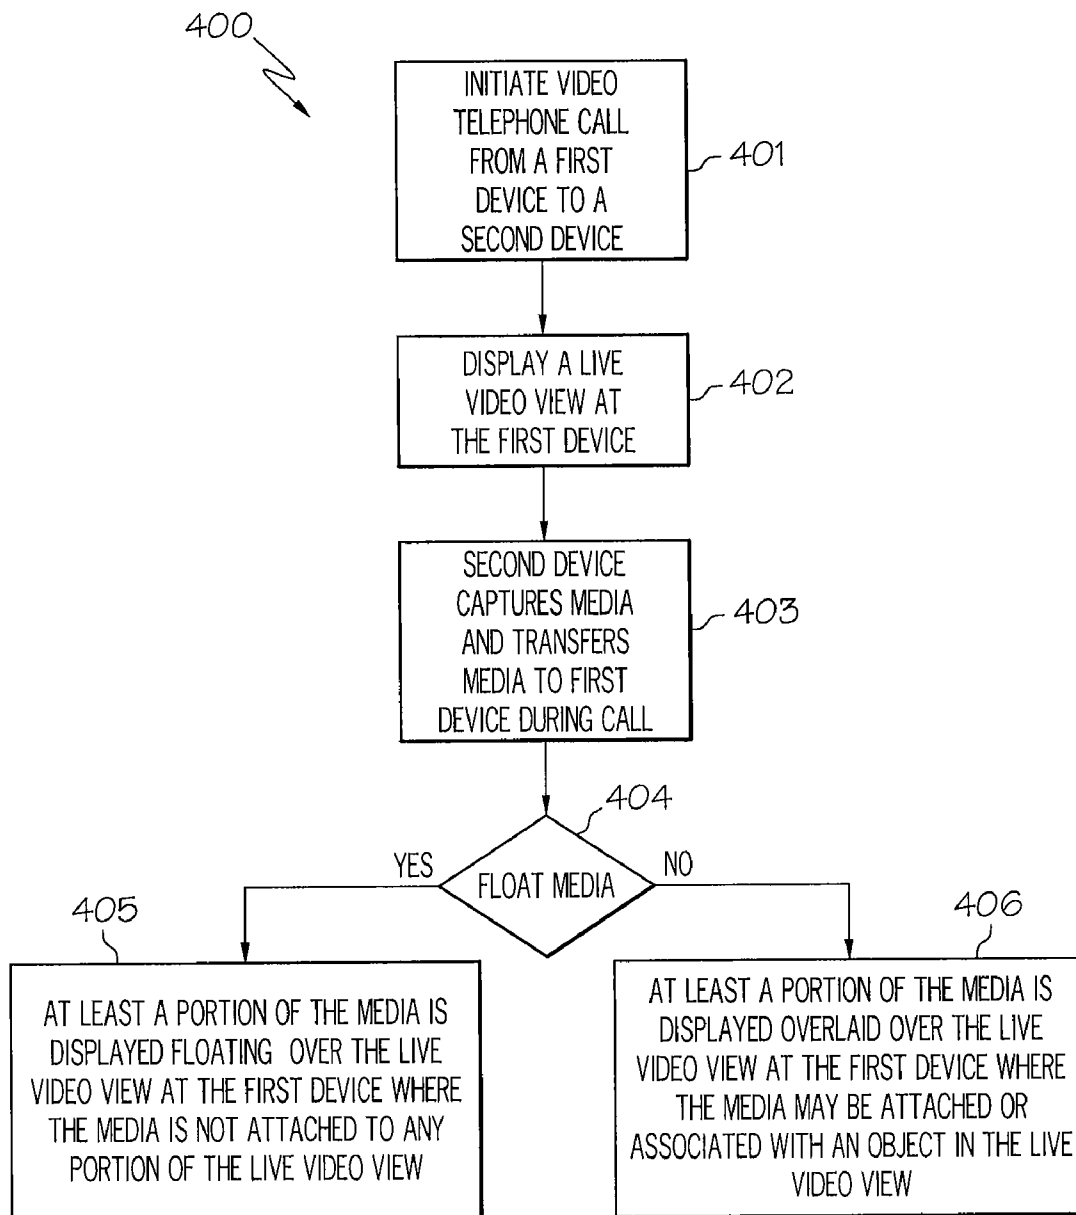 400
INITIATE VIDEO
TELEPHONE CALL
FROM A FIRST
DEVICE TO A
SECOND DEVICE
401
DISPLAY A LIVE
VIDEO VIEW AT
THE FIRST DEVICE
402
SECOND DEVICE
CAPTURES MEDIA
AND TRANSFERS
MEDIA TO FIRST
DEVICE DURING CALL
403
404
FLOAT MEDIA
YES
NO
405
AT LEAST A PORTION OF THE MEDIA IS
DISPLAYED FLOATING OVER THE LIVE
VIDEO VIEW AT THE FIRST DEVICE WHERE
THE MEDIA IS NOT ATTACHED TO ANY
PORTION OF THE LIVE VIDEO VIEW
406
AT LEAST A PORTION OF THE MEDIA IS
DISPLAYED OVERLAID OVER THE LIVE
VIDEO VIEW AT THE FIRST DEVICE WHERE
THE MEDIA MAY BE ATTACHED OR
ASSOCIATED WITH AN OBJECT IN THE LIVE
VIDEO VIEW